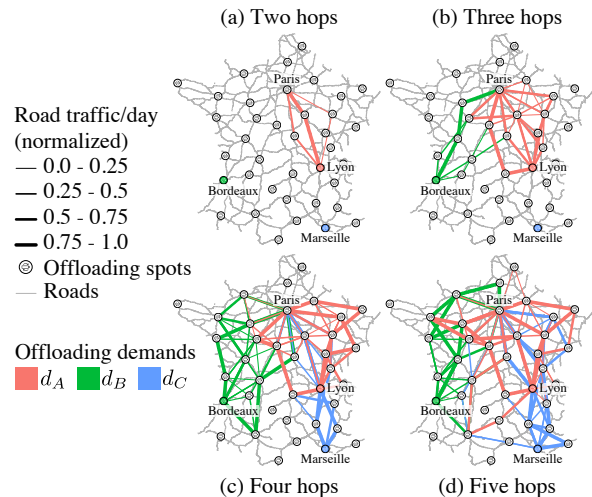 (a) Two hops
(b) Three hops
Paris
Lyon
Bordeaux
Marseille
Paris
Lyon
Bordeaux
Marseille
Road traffic/day
(normalized)
0.0 - 0.25
0.25 - 0.5
0.5 - 0.75
0.75 - 1.0
Offloading spots
Roads
Offloading demands
d_A d_B d_C
Paris
Lyon
Bordeaux
Marseille
Paris
Lyon
Bordeaux
Marseille
(c) Four hops
(d) Five hops